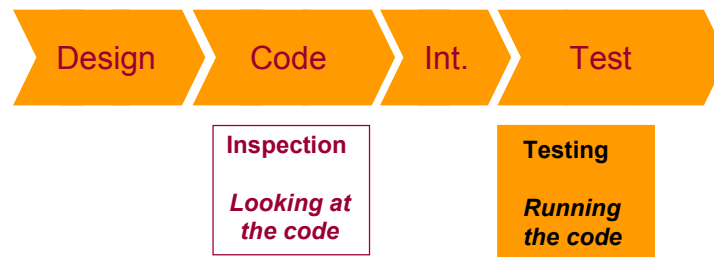 Design
Code
Int.
Test
Inspection
Looking at
the code
Testing
Running
the code